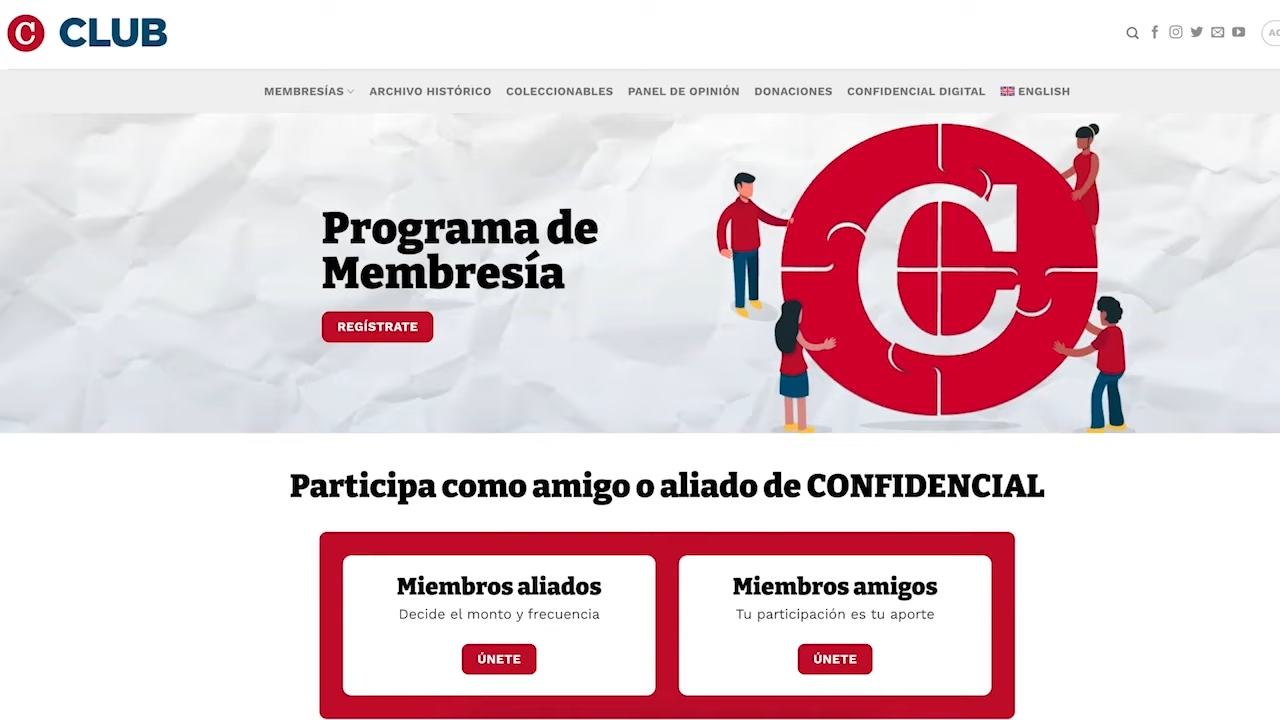 C CLUB
MEMBRESÍAS ARCHIVO HISTÓRICO COLECCIONABLES PANEL DE OPINIÓN DONACIONES CONFIDENCIAL DIGITAL ENGLISH
Programa de
Membresía
REGÍSTRATE
C
Participa como amigo o aliado de CONFIDENCIAL
Miembros aliados
Decide el monto y frecuencia
ÚNETE
Miembros amigos
Tu participación es tu aporte
ÚNETE